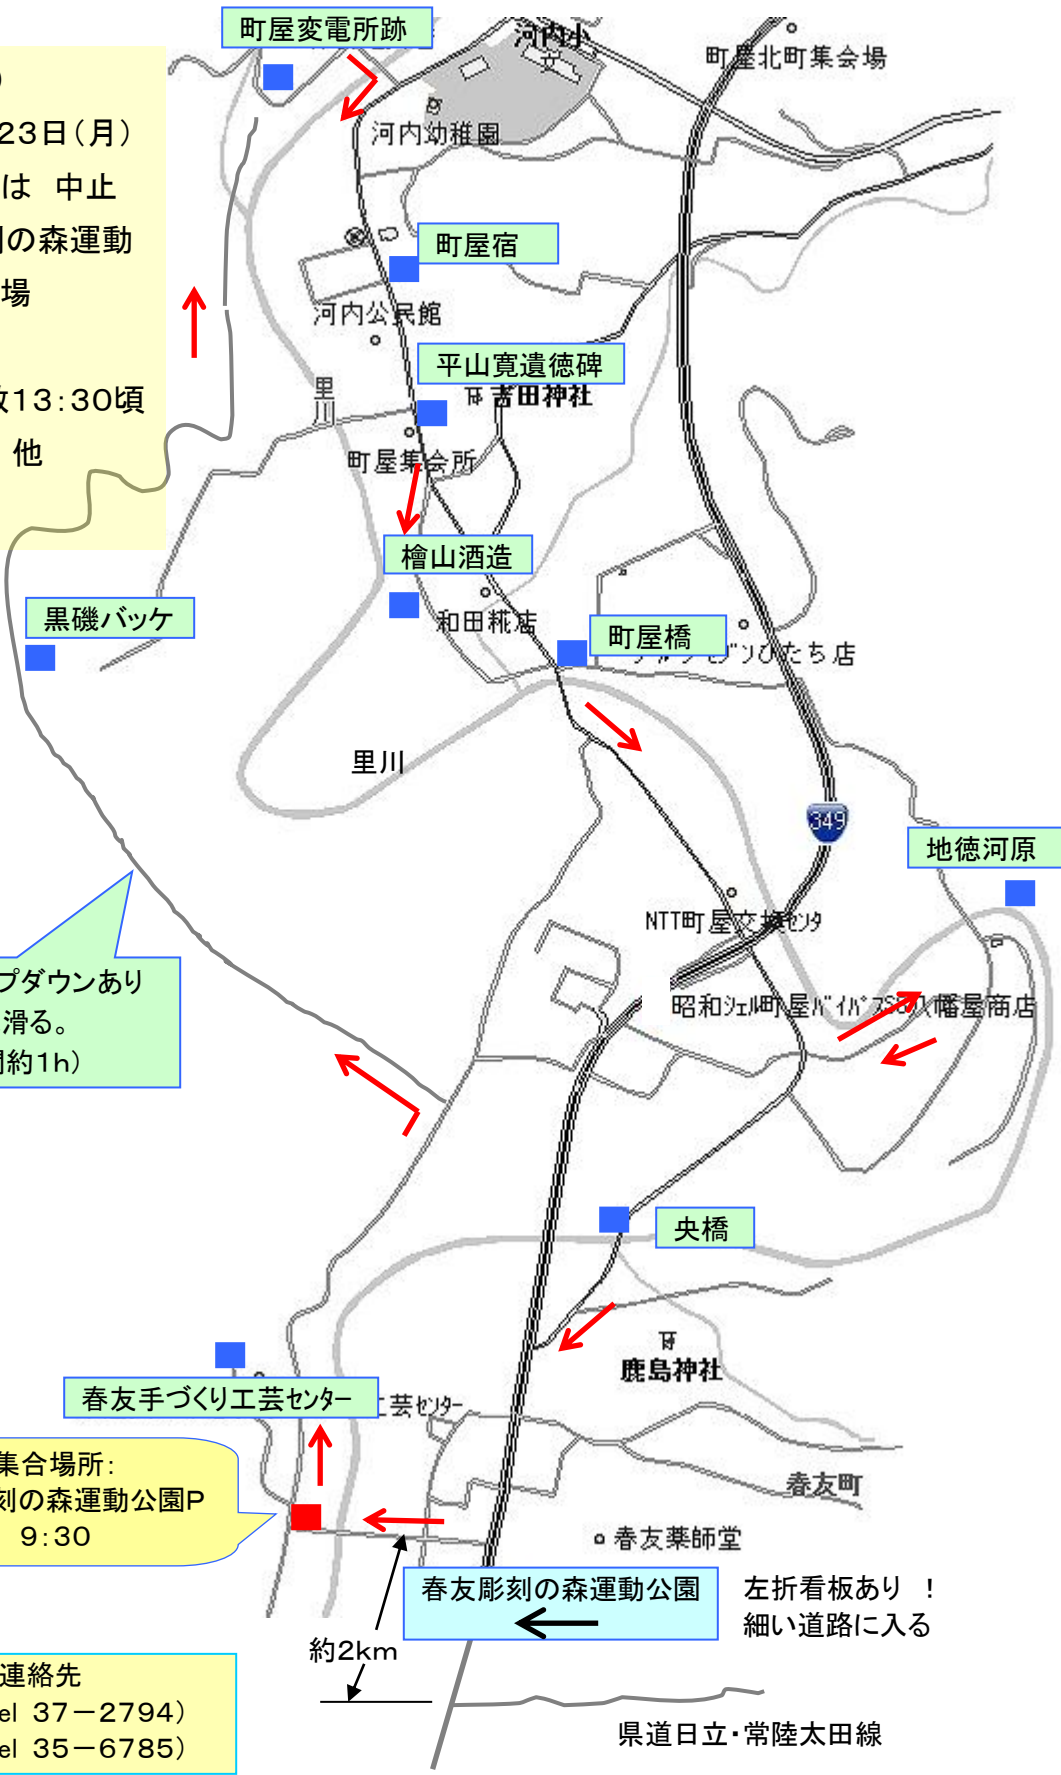 町屋変電所跡
河内小
町屋北町集会場
23日(月)
は 中止
の森運動
場
13:30頃
他
河内幼稚園
町屋宿
河内公民館
平山寛遺徳碑
吉田神社
里川
町屋集会所
檜山酒造
和田糀店
黒磯バッケ
町屋橋
里川
349
地徳河原
NTT町屋交換センタ
プダウンあり
滑る。
約1h)
昭和シェル町屋バイパスSS
八幡屋商店
央橋
鹿島神社
春友手づくり工芸センター
工芸センター
集合場所:
刻の森運動公園P
9:30
春友町
春友薬師堂
春友彫刻の森運動公園
左折看板あり !
細い道路に入る
約2km
連絡先
el 37-2794)
el 35-6785)
県道日立・常陸太田線